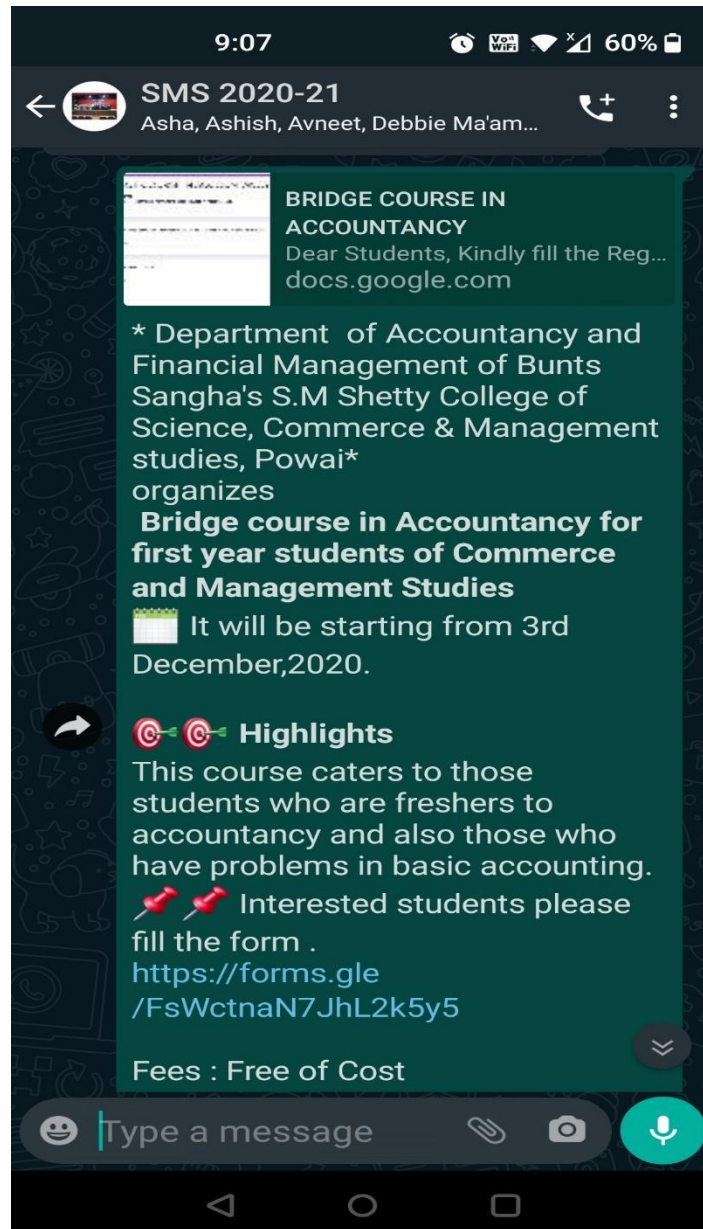 9:07
Vo))
WiFi
x
60%
SMS 2020-21
Asha, Ashish, Avneet, Debbie Ma'am...
BRIDGE COURSE IN
ACCOUNTANCY
Dear Students, Kindly fill the Reg...
docs.google.com
* Department of Accountancy and
Financial Management of Bunts
Sangha's S.M Shetty College of
Science, Commerce & Management
studies, Powai*
organizes
Bridge course in Accountancy for
first year students of Commerce
and Management Studies
It will be starting from 3rd
December,2020.
Highlights
This course caters to those
students who are freshers to
accountancy and also those who
have problems in basic accounting.
Interested students please
fill the form .
https://forms.gle
/FsWctnaN7JhL2k5y5
Fees : Free of Cost
Type a message